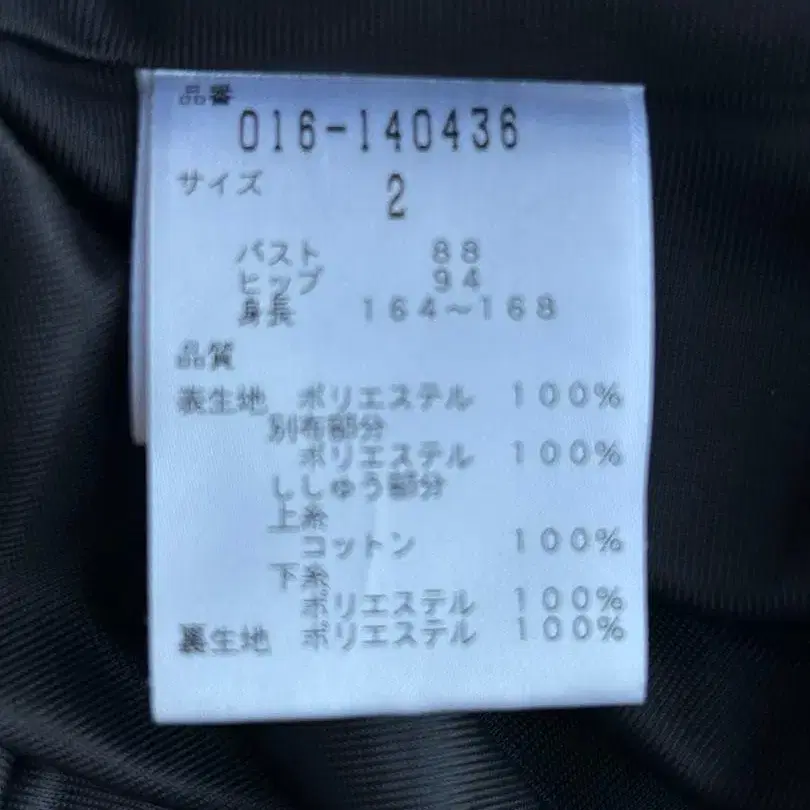 品番
016-140436
サイズ 2
バスト 88
ヒップ 94
身長 164～168
品質
表生地 ポリエステル 100%
別布部分
ポリエステル 100%
ししゅう部分
上糸
コットン 100%
下糸
ポリエステル 100%
裏生地 ポリエステル 100%